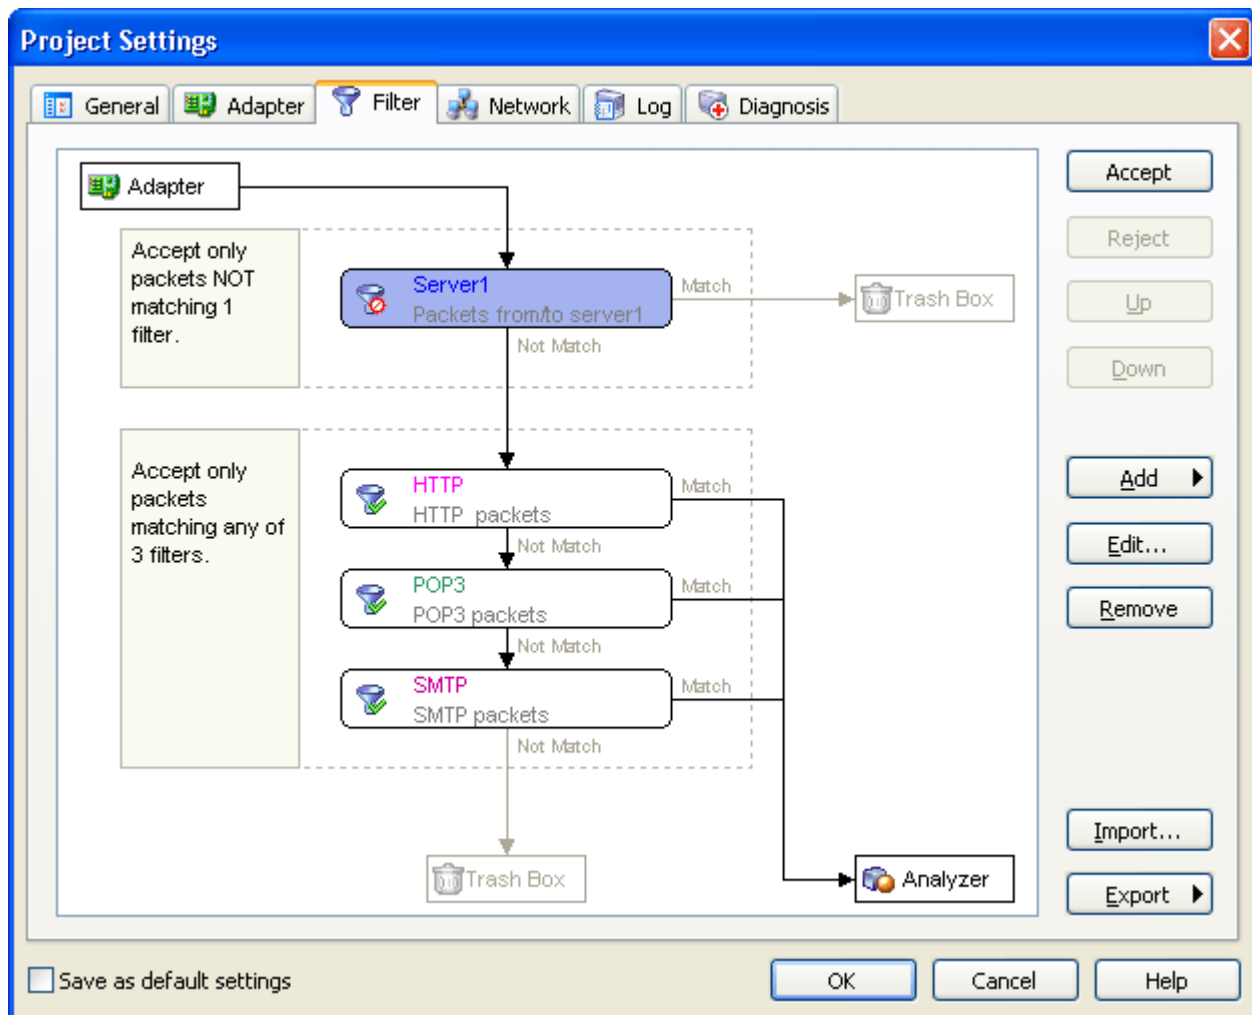 Project Settings
General
Adapter
Filter
Network
Log
Diagnosis
Adapter
Accept only
packets NOT
matching 1
filter.
Server1
Packets from/to server1
Match
Not Match
Trash Box
Accept only
packets
matching any of
3 filters.
HTTP
HTTP packets
Match
Not Match
POP3
POP3 packets
Match
Not Match
SMTP
SMTP packets
Match
Not Match
Trash Box
Analyzer
Accept
Reject
Up
Down
Add
Edit...
Remove
Import...
Export
Save as default settings
OK
Cancel
Help